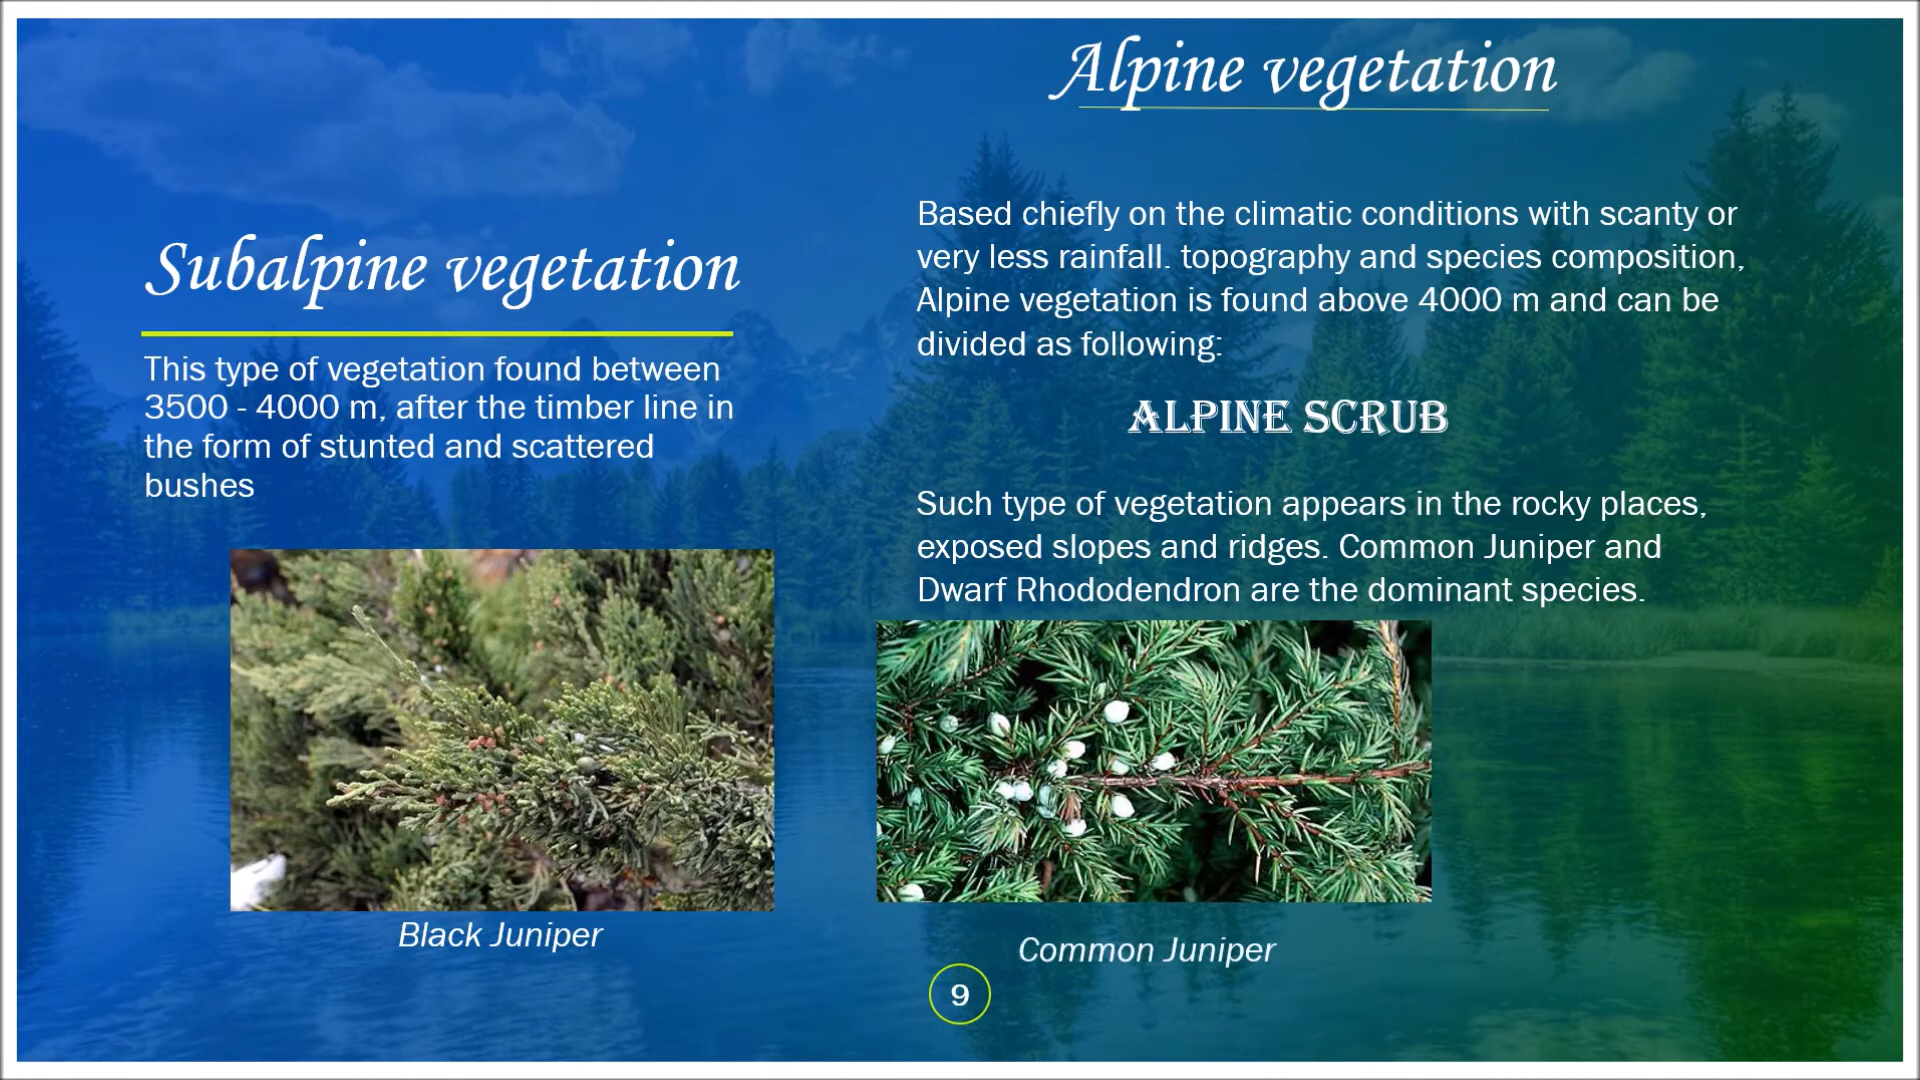 Subalpine vegetation
This type of vegetation found between
3500 - 4000 m, after the timber line in
the form of stunted and scattered
bushes
Black Juniper
Alpine vegetation
Based chiefly on the climatic conditions with scanty or
very less rainfall. topography and species composition,
Alpine vegetation is found above 4000 m and can be
divided as following:
ALPINE SCRUB
Such type of vegetation appears in the rocky places,
exposed slopes and ridges. Common Juniper and
Dwarf Rhododendron are the dominant species.
Common Juniper
9